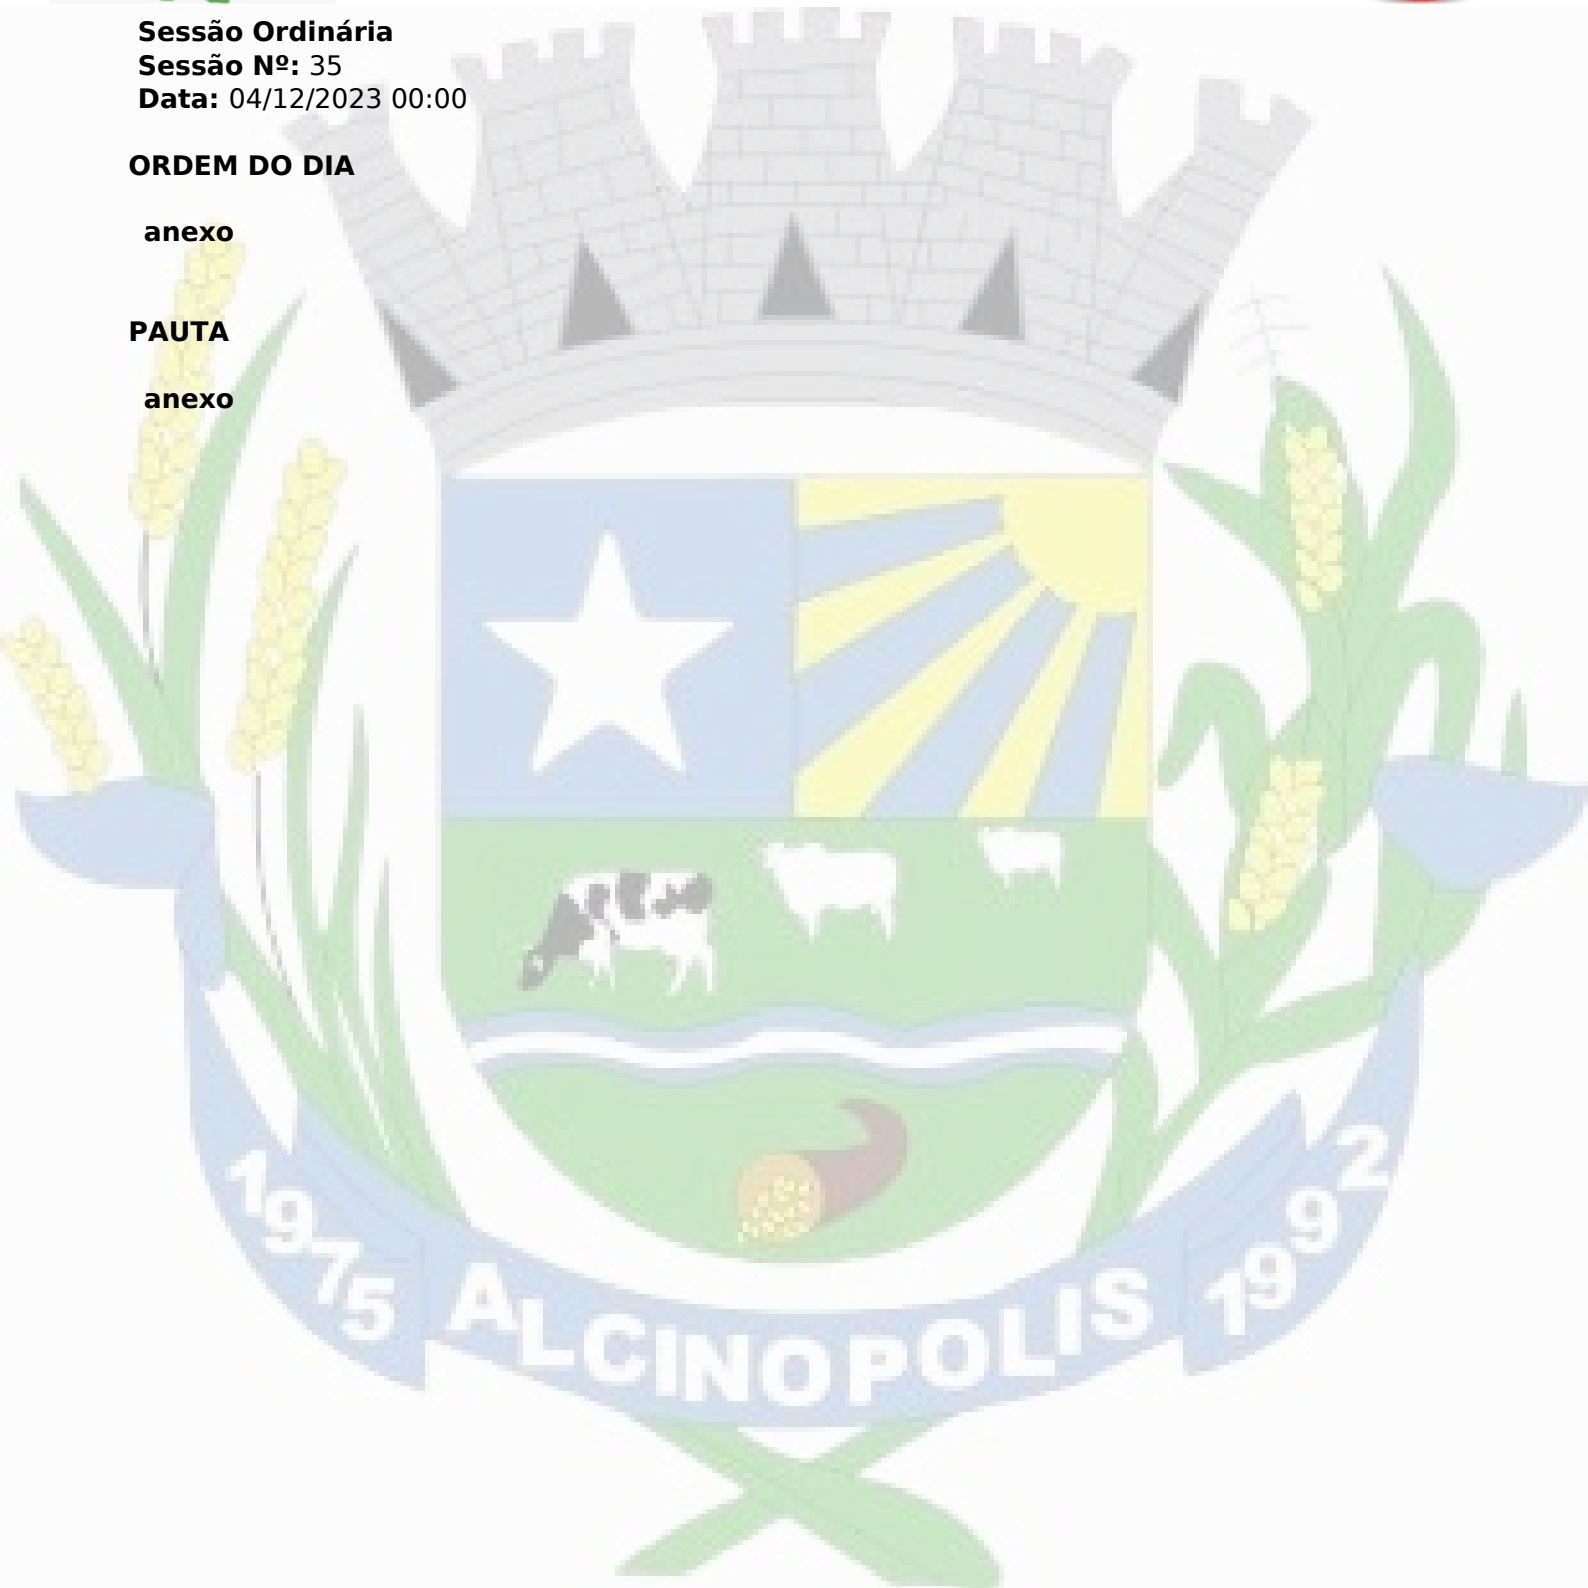 Sessão Ordinária
Sessão Nº: 35
Data: 04/12/2023 00:00
ORDEM DO DIA
anexo
PAUTA
anexo
1975 ALCINOPOLIS 1992